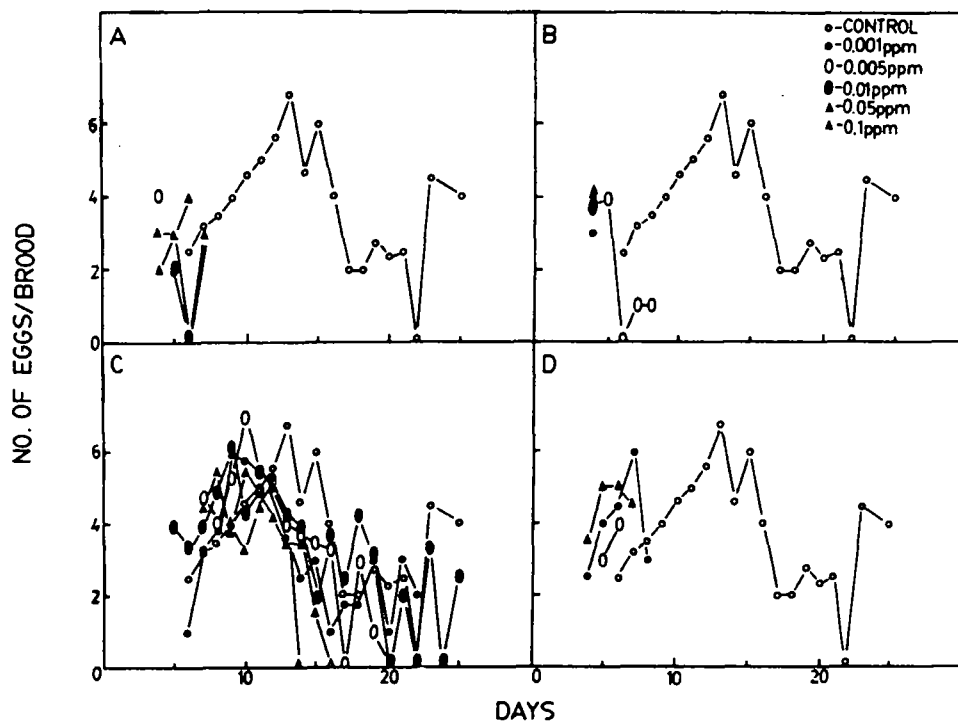 A
B
o-CONTROL
•-0.001ppm
0-0.005ppm
-0.01ppm
▲-0.05ppm
▲-0.1ppm
6
4
2
0
NO. OF EGGS/BROOD
C
D
6
4
2
0
0
10
20
0
10
20
DAYS